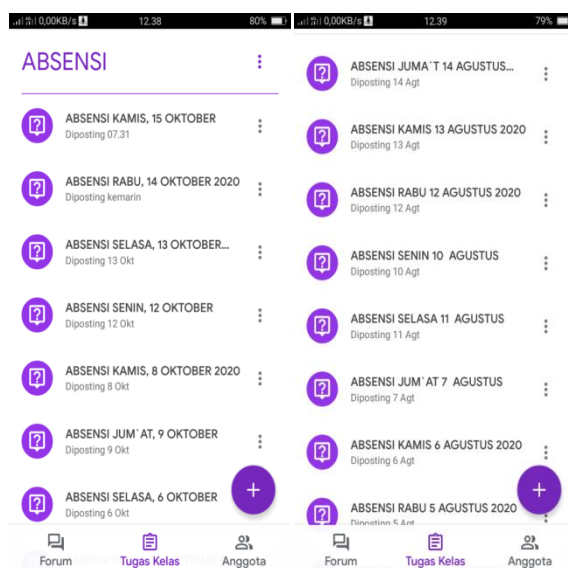 0,00KB/s 12.38 80%
ABSENSI
ABSENSI KAMIS, 15 OKTOBER
Diposting 07.31
ABSENSI RABU, 14 OKTOBER 2020
Diposting kemarin
ABSENSI SELASA, 13 OKTOBER...
Diposting 13 Okt
ABSENSI SENIN, 12 OKTOBER
Diposting 12 Okt
ABSENSI KAMIS, 8 OKTOBER 2020
Diposting 8 Okt
ABSENSI JUM`AT, 9 OKTOBER
Diposting 9 Okt
ABSENSI SELASA, 6 OKTOBER
Diposting 6 Okt
Forum Tugas Kelas Anggota
0,00KB/s 12.39 79%
ABSENSI JUMA`T 14 AGUSTUS...
Diposting 14 Agt
ABSENSI KAMIS 13 AGUSTUS 2020
Diposting 13 Agt
ABSENSI RABU 12 AGUSTUS 2020
Diposting 12 Agt
ABSENSI SENIN 10 AGUSTUS
Diposting 10 Agt
ABSENSI SELASA 11 AGUSTUS
Diposting 11 Agt
ABSENSI JUM`AT 7 AGUSTUS
Diposting 7 Agt
ABSENSI KAMIS 6 AGUSTUS 2020
Diposting 6 Agt
ABSENSI RABU 5 AGUSTUS 2020
Diposting 5 Agt
Forum Tugas Kelas Anggota